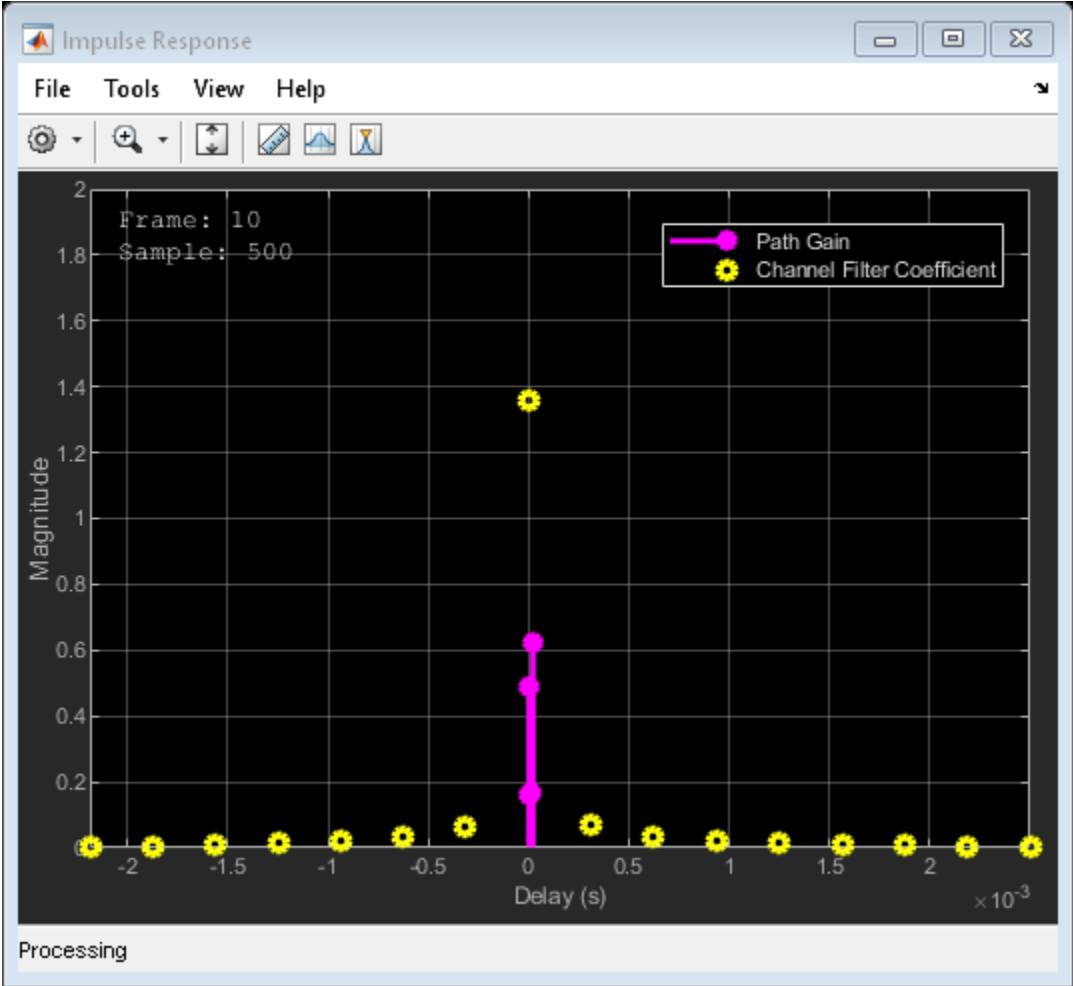 Impulse Response
File Tools View Help
Frame: 10
Sample: 500
Path Gain
Channel Filter Coefficient
Magnitude
2
1.8
1.6
1.4
1.2
1
0.8
0.6
0.4
0.2
0
-2 -1.5 -1 -0.5 0 0.5 1 1.5 2
Delay (s)
×10⁻³
Processing